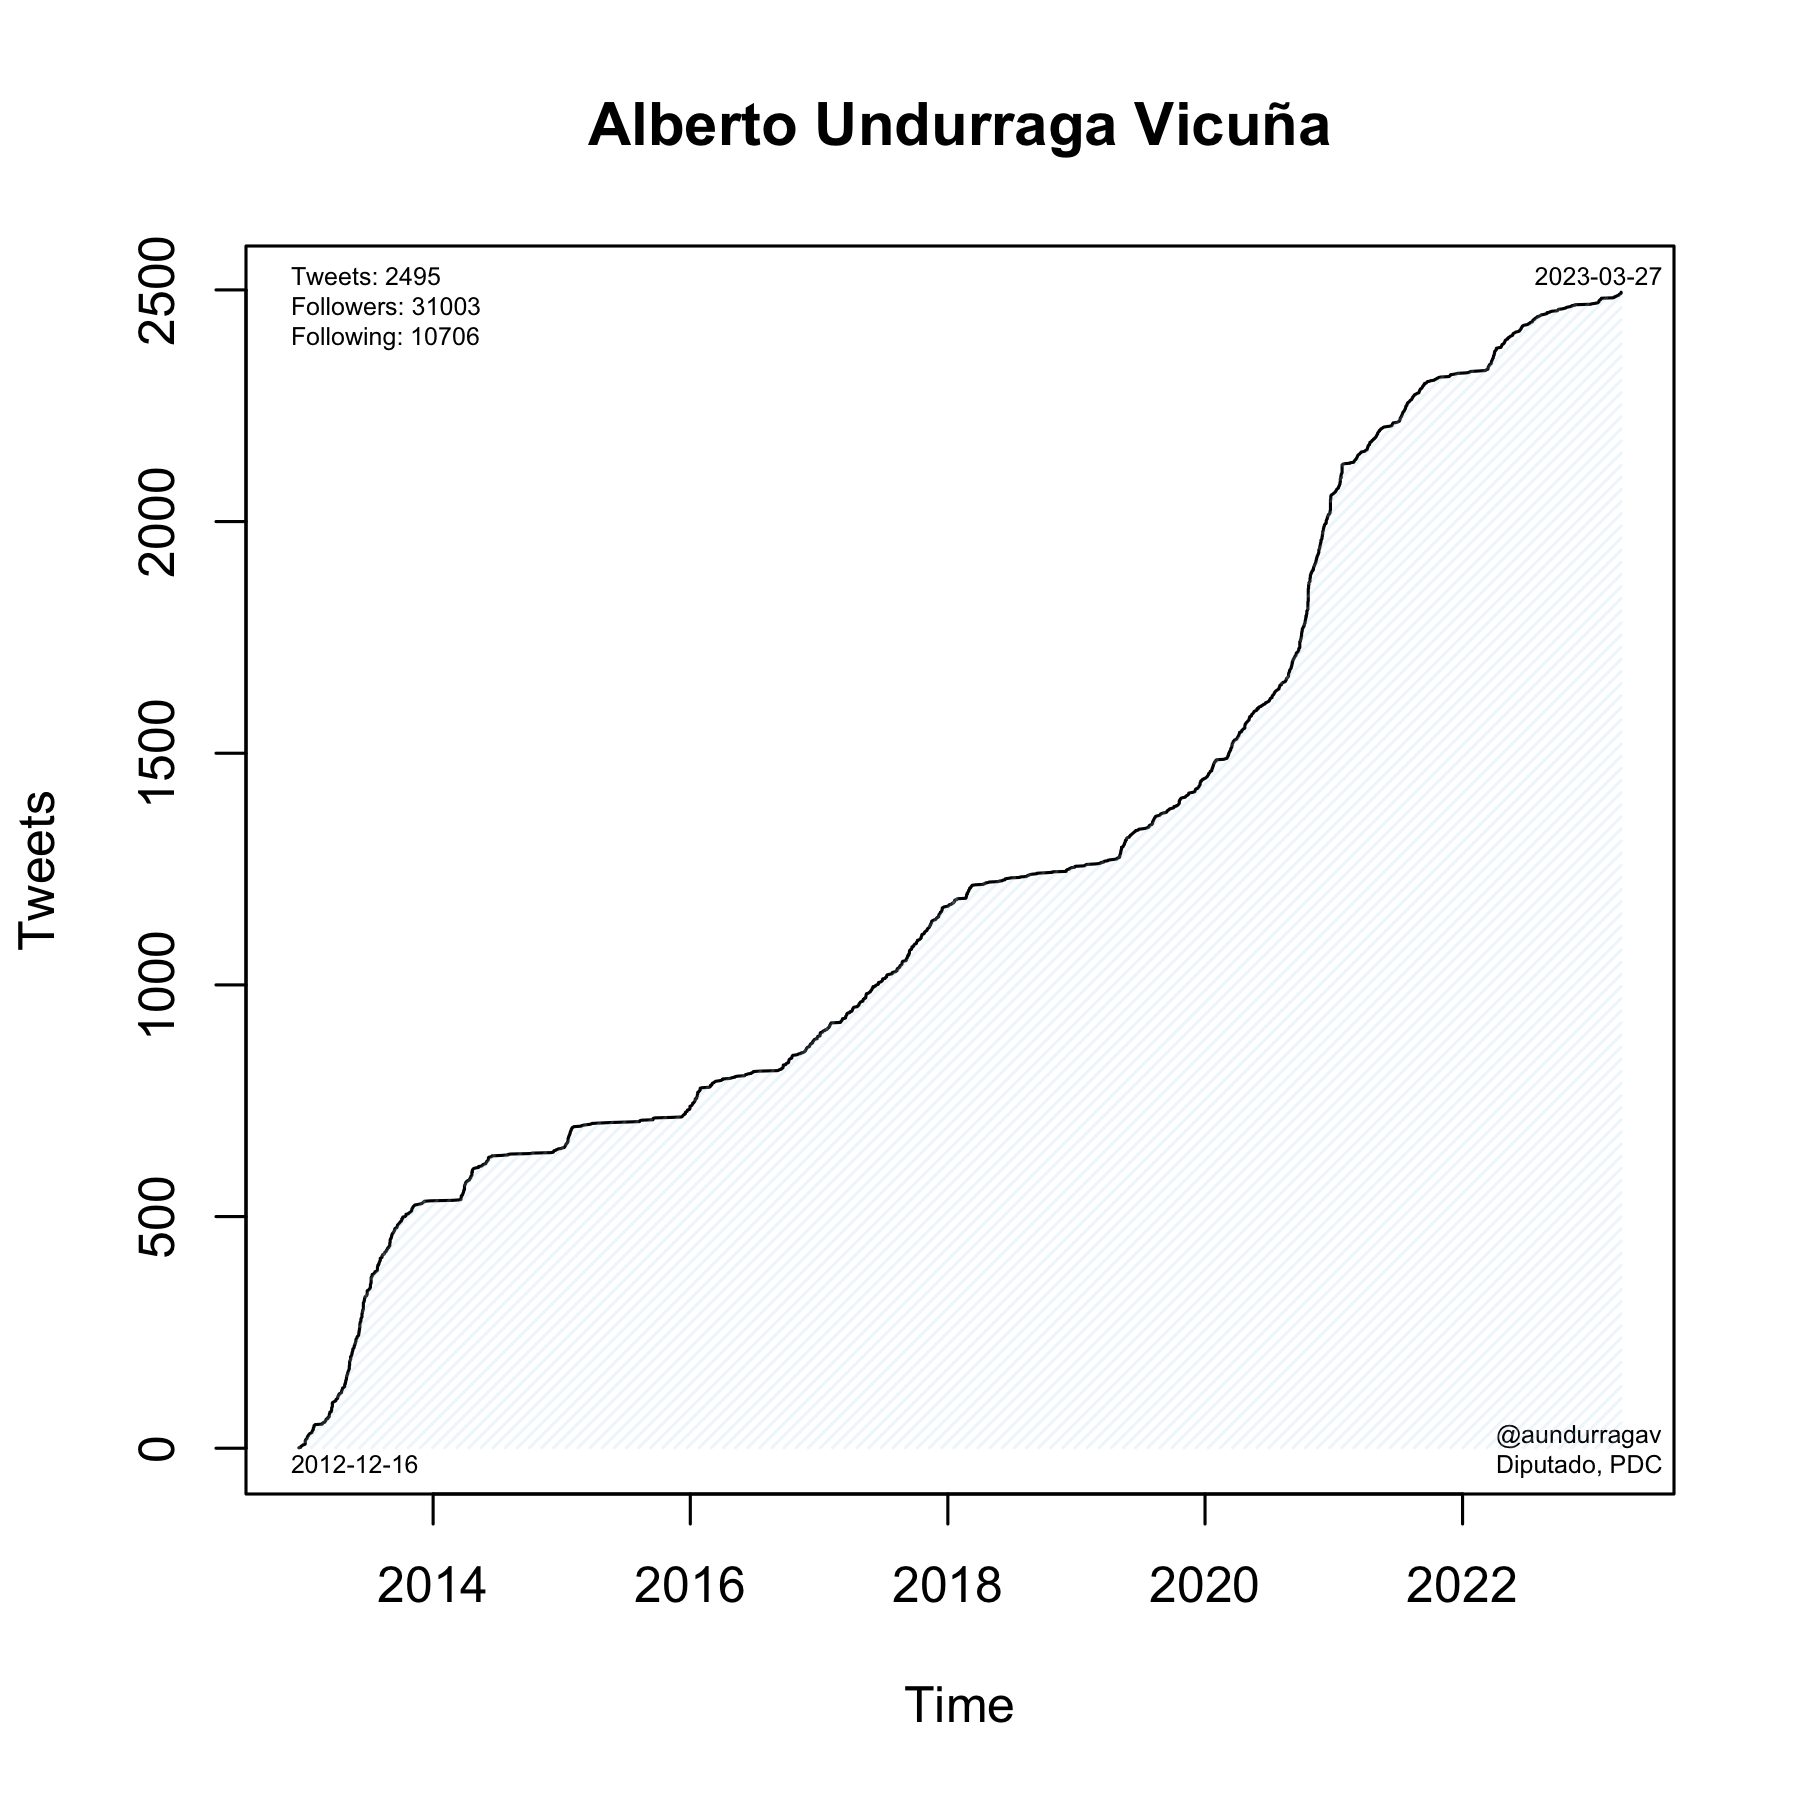 Alberto Undurraga Vicuña
Tweets: 2495
Followers: 31003
Following: 10706
2023-03-27
2500
2000
1500
1000
500
0
Tweets
2012-12-16
@aundurragav
Diputado, PDC
2014 2016 2018 2020 2022
Time